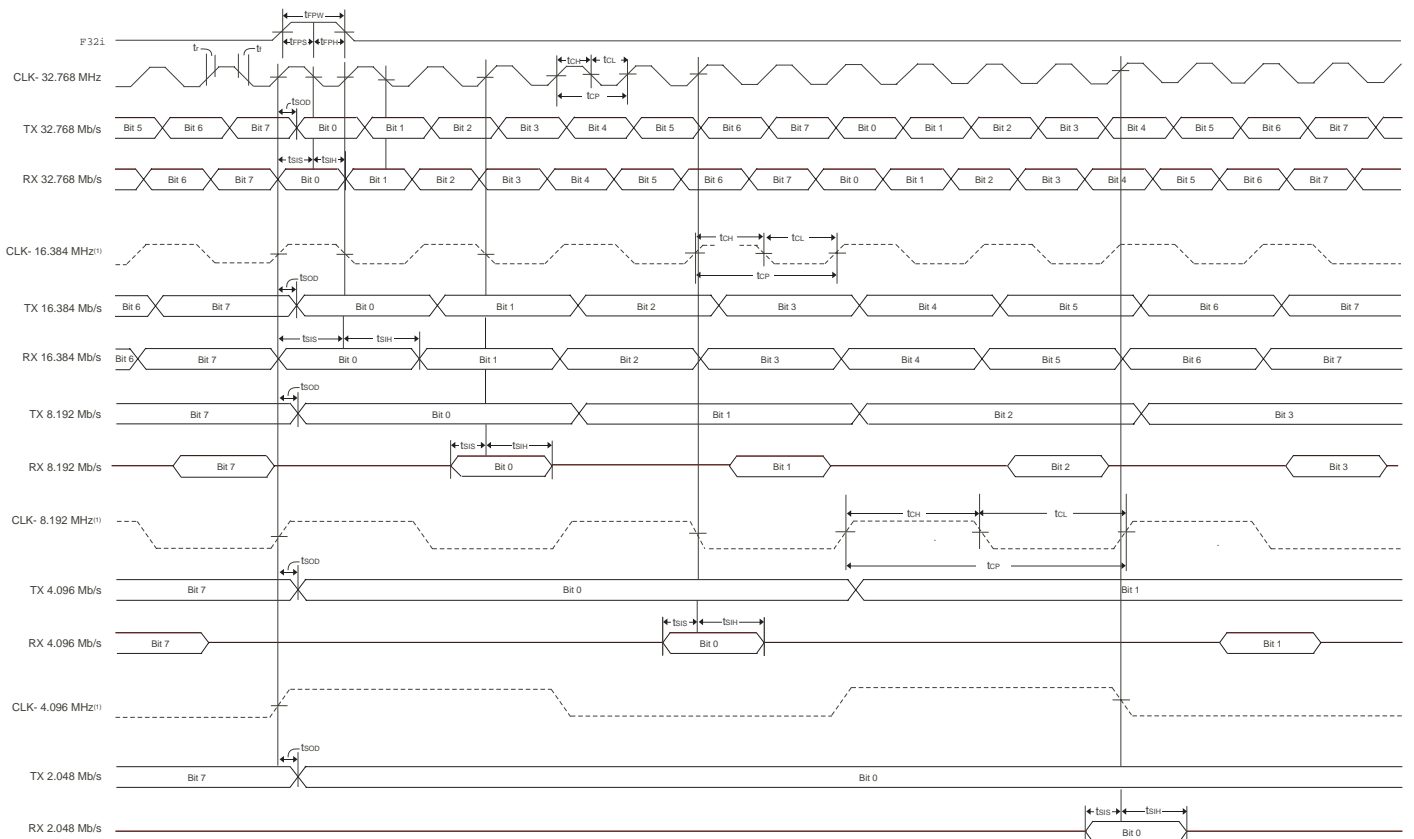 tFPW
F32i
tr
tf
tFPS
tFPH
CLK- 32.768 MHz
tCH
tCL
tCP
tSOD
TX 32.768 Mb/s
Bit 5 Bit 6 Bit 7 Bit 0 Bit 1 Bit 2 Bit 3 Bit 4 Bit 5 Bit 6 Bit 7 Bit 0 Bit 1 Bit 2 Bit 3 Bit 4 Bit 5 Bit 6 Bit 7
tSIS tSIH
RX 32.768 Mb/s
Bit 6 Bit 7 Bit 0 Bit 1 Bit 2 Bit 3 Bit 4 Bit 5 Bit 6 Bit 7 Bit 0 Bit 1 Bit 2 Bit 3 Bit 4 Bit 5 Bit 6 Bit 7
CLK- 16.384 MHz(1)
tCH tCL
tCP
tSOD
TX 16.384 Mb/s
Bit 6 Bit 7 Bit 0 Bit 1 Bit 2 Bit 3 Bit 4 Bit 5 Bit 6 Bit 7
tSIS tSIH
RX 16.384 Mb/s
Bit 6 Bit 7 Bit 0 Bit 1 Bit 2 Bit 3 Bit 4 Bit 5 Bit 6 Bit 7
tSOD
TX 8.192 Mb/s
Bit 7 Bit 0 Bit 1 Bit 2 Bit 3
tSIS tSIH
RX 8.192 Mb/s
Bit 7 Bit 0 Bit 1 Bit 2 Bit 3
CLK- 8.192 MHz(1)
tCH tCL
tCP
tSOD
TX 4.096 Mb/s
Bit 7 Bit 0 Bit 1
tSIS tSIH
RX 4.096 Mb/s
Bit 7 Bit 0 Bit 1
CLK- 4.096 MHz(1)
tSOD
TX 2.048 Mb/s
Bit 7 Bit 0
tSIS tSIH
RX 2.048 Mb/s
Bit 0